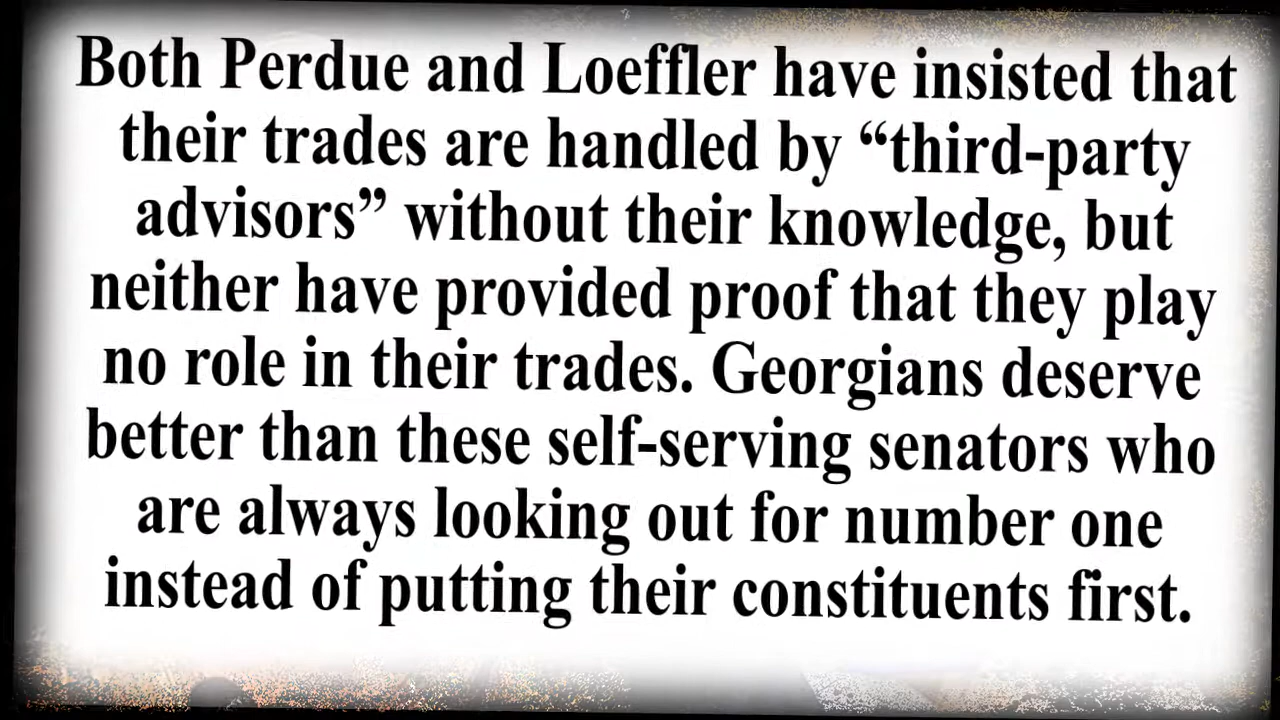 Both Perdue and Loeffler have insisted that
their trades are handled by “third-party
advisors” without their knowledge, but
neither have provided proof that they play
no role in their trades. Georgians deserve
better than these self-serving senators who
are always looking out for number one
instead of putting their constituents first.